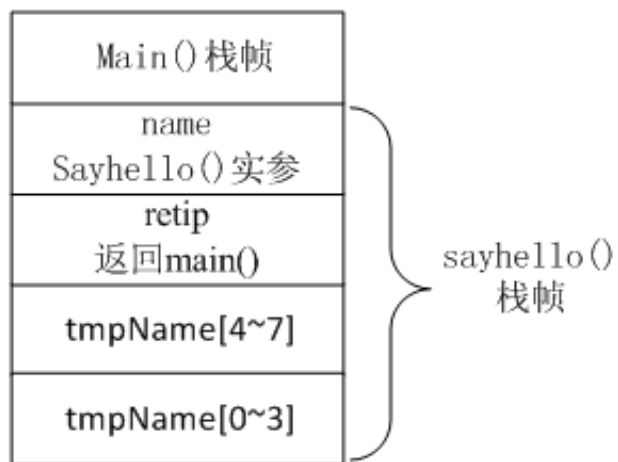 Main()栈帧
name
Sayhello()实参
retip
返回main()
tmpName[4~7]
tmpName[0~3]
sayhello()
栈帧